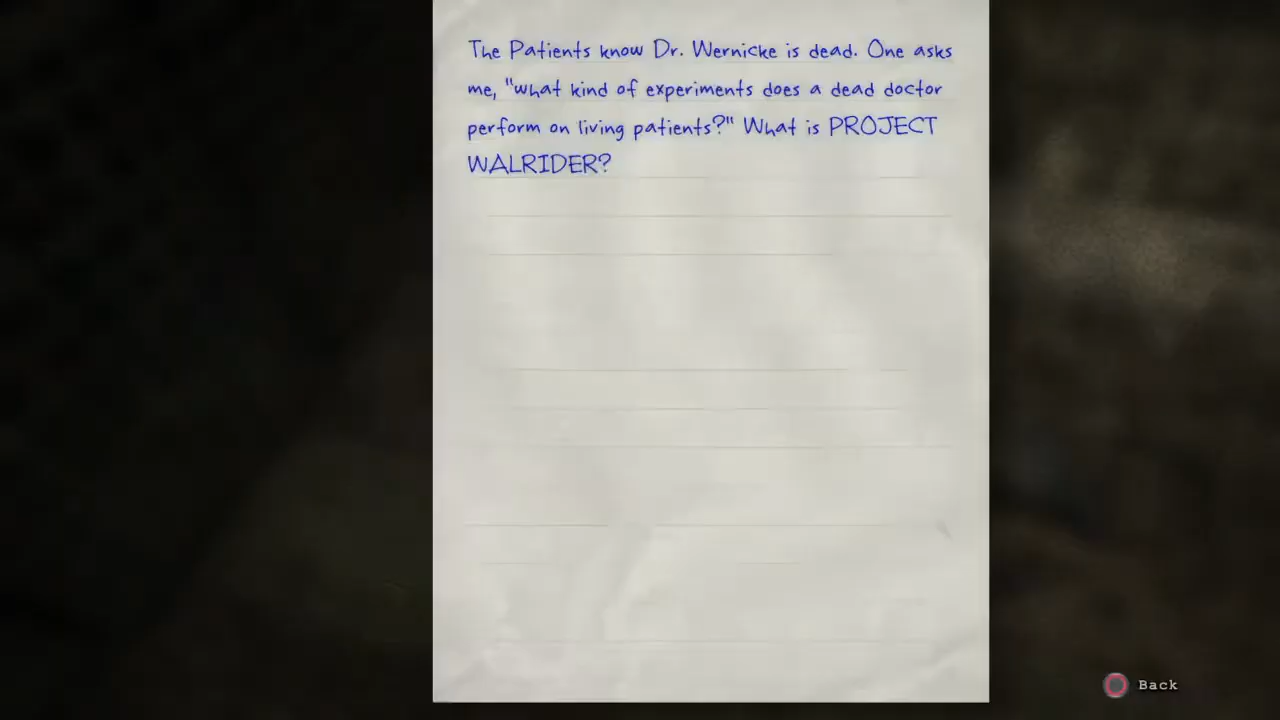 The Patients know Dr. Wernicke is dead. One asks
me, "what kind of experiments does a dead doctor
perform on living patients?" What is PROJECT
WALRIDER?
Back